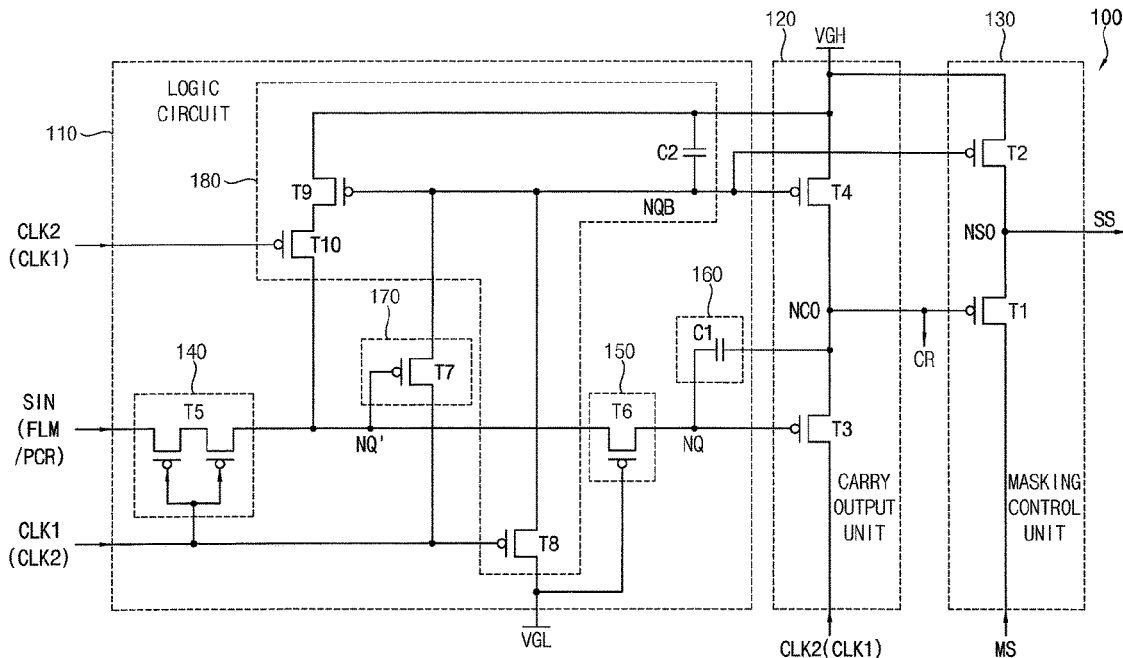 120
VGH
130
100
LOGIC
CIRCUIT
110
C2
T2
180
T9
T4
NQB
CLK2
(CLK1)
T10
NSO
SS
160
170
NCO
T1
C1
CR
140
T7
150
SIN
(FLM
/PCR)
T5
T6
NQ'
NQ
T3
CARRY
OUTPUT
UNIT
MASKING
CONTROL
UNIT
CLK1
(CLK2)
T8
VGL
CLK2(CLK1)
MS